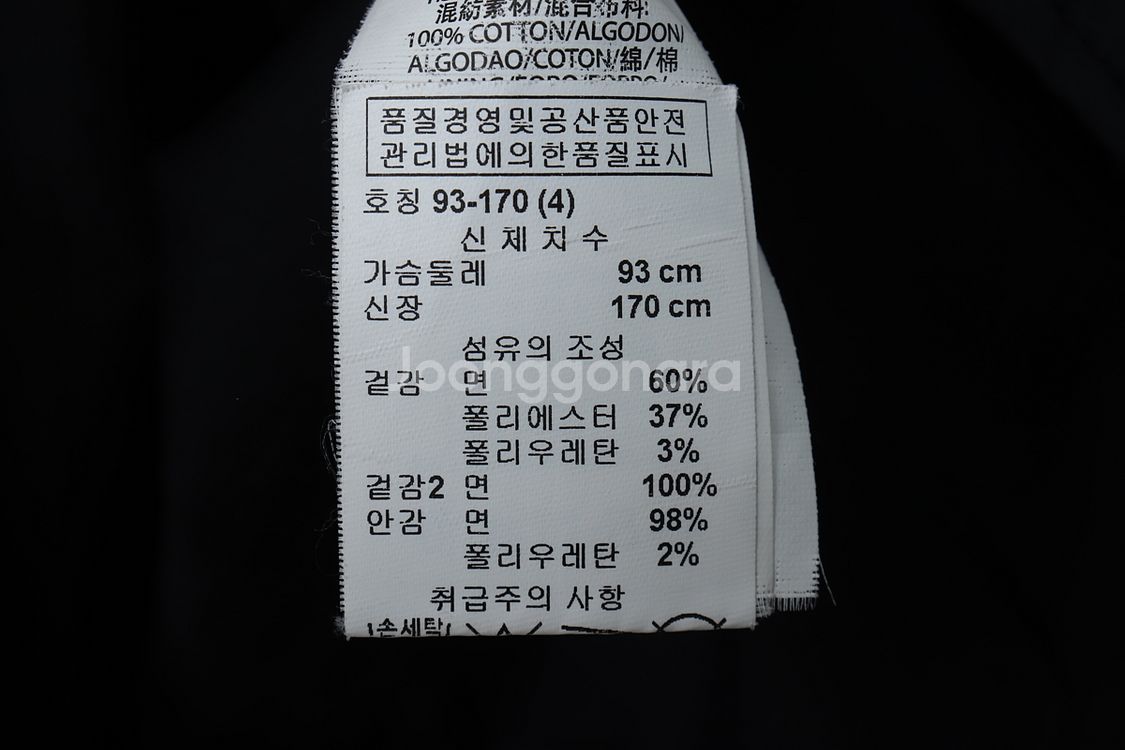 混紡素材/混合布料
100% COTTON/ALGODON/
ALGODAO/COTON/綿/棉
품질경영및공산품안전
관리법에의한품질표시
호칭 93-170 (4)
신체치수
가슴둘레 93 cm
신장 170 cm
섬유의 조성
겉감 면 60%
폴리에스터 37%
폴리우레탄 3%
겉감2 면 100%
안감 면 98%
폴리우레탄 2%
취급주의 사항
손세탁
Joonggonara